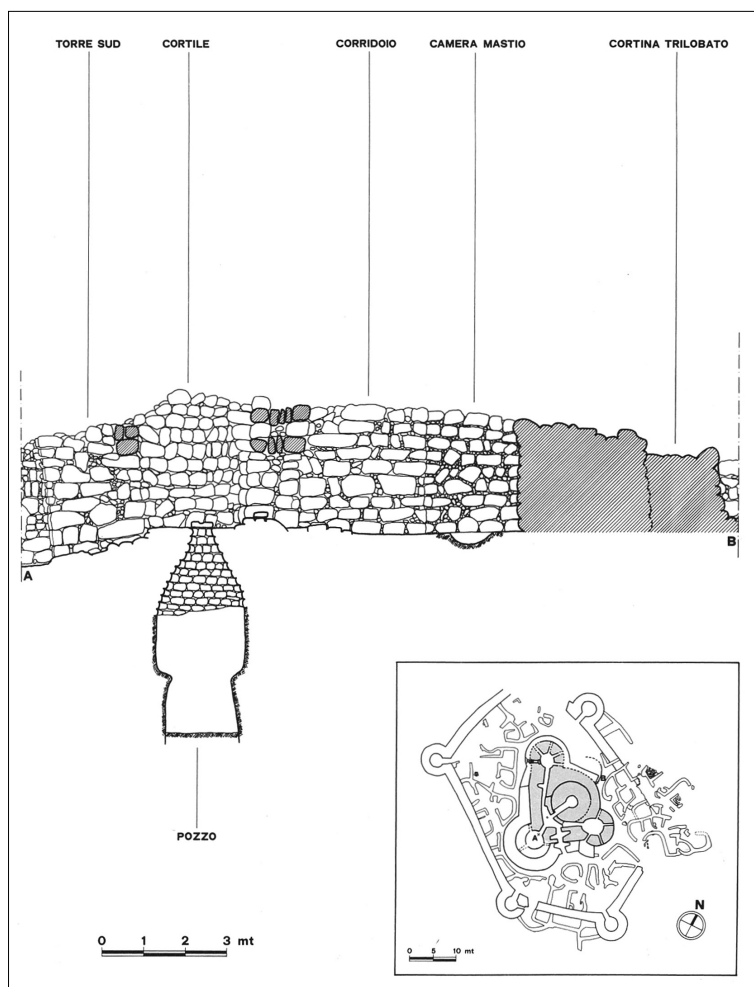 TORRE SUD CORTILE CORRIDOIO CAMERA MASTIO CORTINA TRILOBATO
A B
POZZO
0 1 2 3 mt
B
A
N
0 5 10 mt